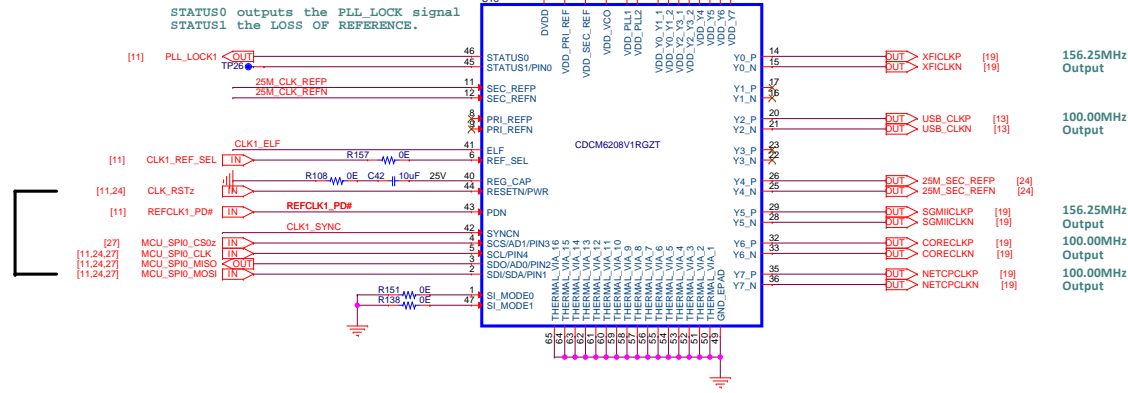 STATUS0 outputs the PLL_LOCK signal
STATUS1 the LOSS OF REFERENCE.
DVDD
VDD_PRI_REF
VDD_SEC_REF
VDD_VCO
VDD_PLL1
VDD_PLL2
VDD_Y0_Y1_1
VDD_Y0_Y1_2
VDD_Y2_Y3_1
VDD_Y2_Y3_2
VDD_Y4
VDD_Y5
VDD_Y6
VDD_Y7
[11] PLL_LOCK1 OUT 46 STATUS0
TP26 45 STATUS1/PIN0
25M_CLK_REFP 11 SEC_REFP
25M_CLK_REFN 12 SEC_REFN
8 PRI_REFP
9 PRI_REFN
CLK1_ELF 41 ELF
[11] CLK1_REF_SEL IN R157 0E 6 REF_SEL
R108 0E C42 10uF 25V 40 REG_CAP
[11,24] CLK_RSTz IN 44 RESETN/PWR
[11] REFCLK1_PD# IN REFCLK1_PD# 43 PDN
CLK1_SYNC 42 SYNCN
[27] MCU_SPI0_CS0z IN 4 SCS/AD1/PIN3
[11,24,27] MCU_SPI0_CLK IN 5 SCL/PIN4
[11,24,27] MCU_SPI0_MISO OUT 3 SDO/AD0/PIN2
[11,24,27] MCU_SPI0_MOSI IN 2 SDI/SDA/PIN1
R151 0E 1 SI_MODE0
R138 0E 47 SI_MODE1
CDCM6208V1RGZT
Y0_P 14 OUT XFICLKP [19] 156.25MHz
Y0_N 15 OUT XFICLKN [19] Output
Y1_P 17
Y1_N 16
Y2_P 20 OUT USB_CLKP [13] 100.00MHz
Y2_N 21 OUT USB_CLKN [13] Output
Y3_P 23
Y3_N 22
Y4_P 26 OUT 25M_SEC_REFP [24]
Y4_N 25 OUT 25M_SEC_REFN [24]
Y5_P 29 OUT SGMIICLKP [19] 156.25MHz
Y5_N 28 OUT SGMIICLKN [19] Output
Y6_P 32 OUT CORECLKP [19] 100.00MHz
Y6_N 33 OUT CORECLKN [19] Output
Y7_P 35 OUT NETCPCLKP [19] 100.00MHz
Y7_N 36 OUT NETCPCLKN [19] Output
THERMAL_VIA_16 65
THERMAL_VIA_15 64
THERMAL_VIA_14 63
THERMAL_VIA_13 62
THERMAL_VIA_12 61
THERMAL_VIA_11 60
THERMAL_VIA_10 59
THERMAL_VIA_9 58
THERMAL_VIA_8 57
THERMAL_VIA_7 56
THERMAL_VIA_6 55
THERMAL_VIA_5 54
THERMAL_VIA_4 53
THERMAL_VIA_3 52
THERMAL_VIA_2 51
THERMAL_VIA_1 50
GND_EPAD 49